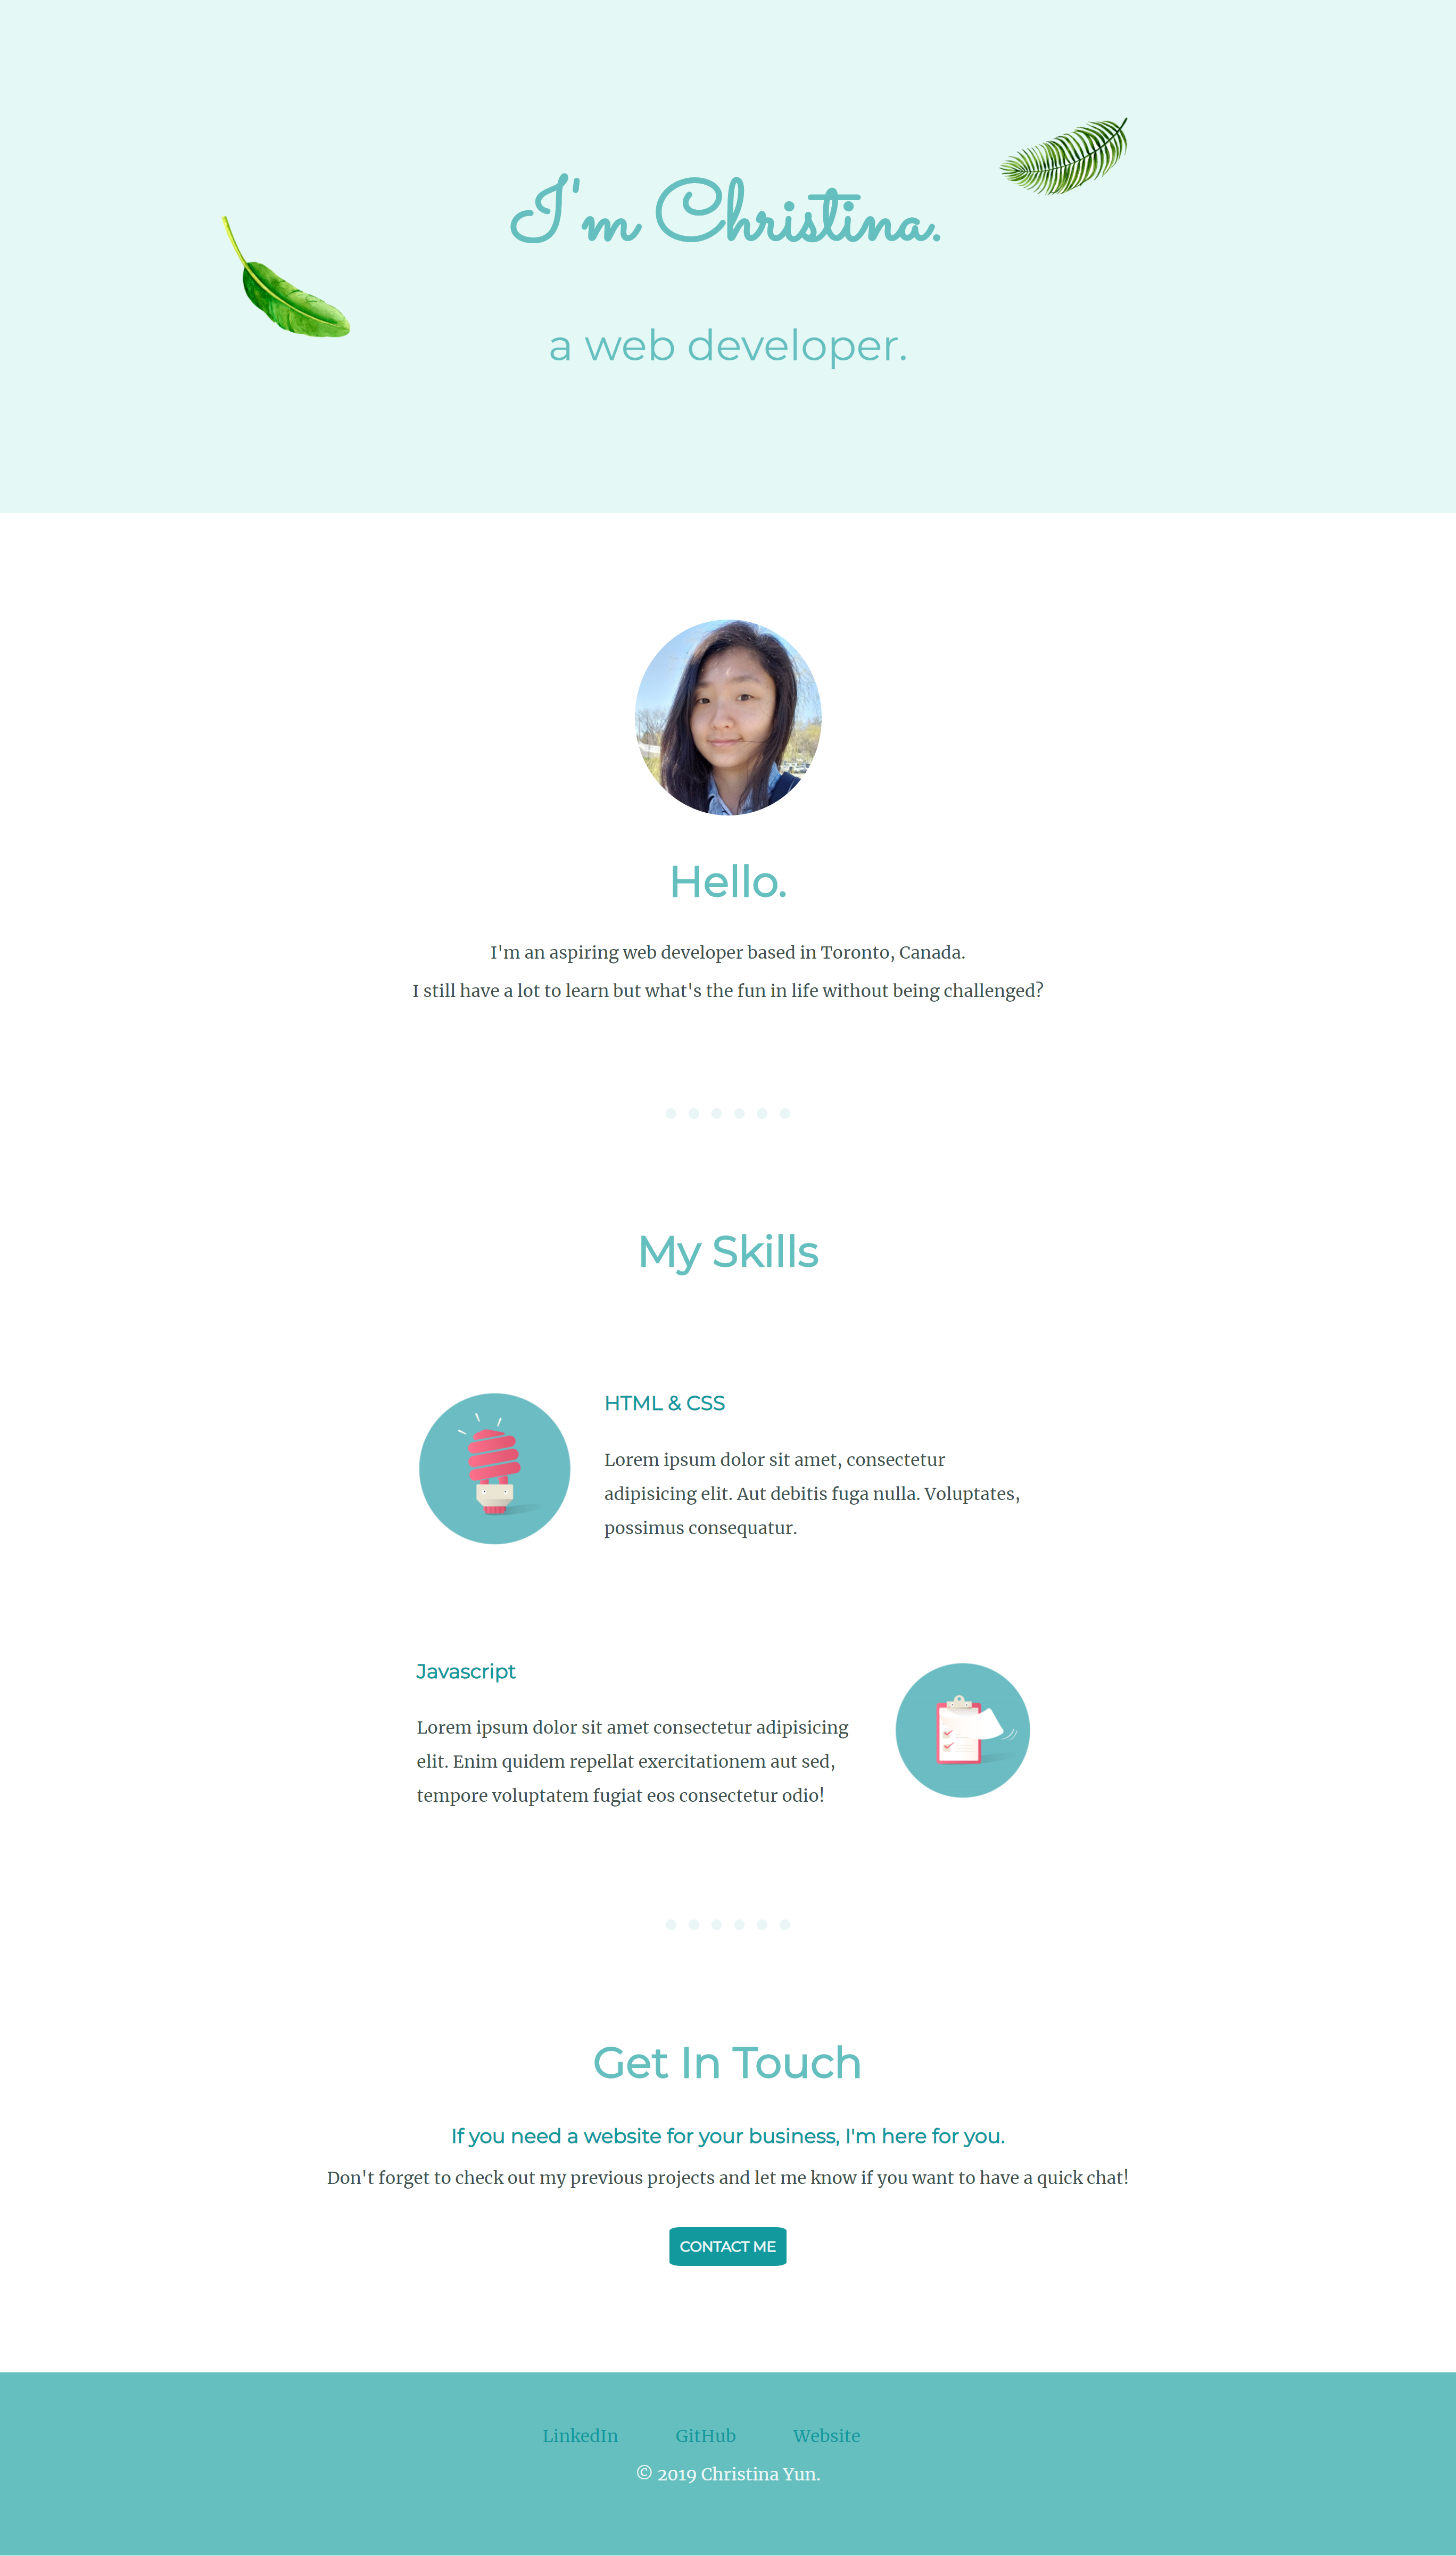 I'm Christina.
a web developer.
Hello.
I'm an aspiring web developer based in Toronto, Canada.
I still have a lot to learn but what's the fun in life without being challenged?
My Skills
HTML & CSS
Lorem ipsum dolor sit amet, consectetur
adipisicing elit. Aut debitis fuga nulla. Voluptates,
possimus consequatur.
Javascript
Lorem ipsum dolor sit amet consectetur adipisicing
elit. Enim quidem repellat exercitationem aut sed,
tempore voluptatem fugiat eos consectetur odio!
Get In Touch
If you need a website for your business, I'm here for you.
Don't forget to check out my previous projects and let me know if you want to have a quick chat!
CONTACT ME
LinkedIn GitHub Website
© 2019 Christina Yun.